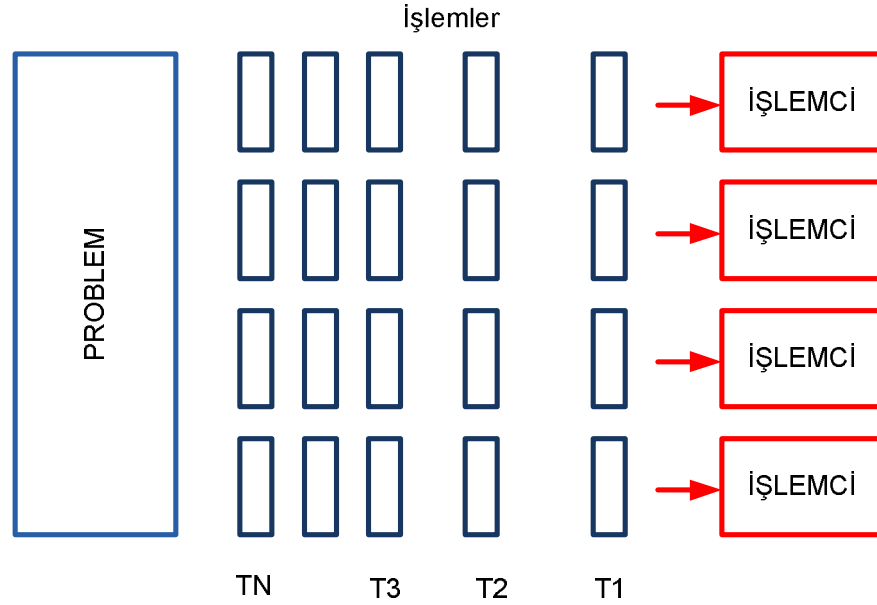 İşlemler
PROBLEM
İŞLEMCİ
İŞLEMCİ
İŞLEMCİ
İŞLEMCİ
TN T3 T2 T1